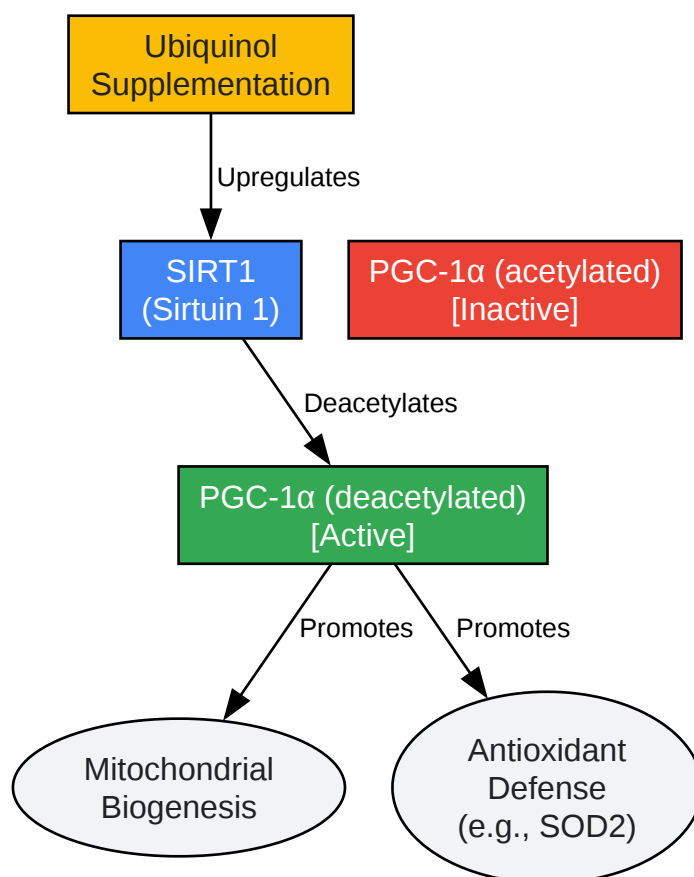 Ubiquinol
Supplementation
Upregulates
SIRT1
(Sirtuin 1)
PGC-1α (acetylated)
[Inactive]
Deacetylates
PGC-1α (deacetylated)
[Active]
Promotes
Promotes
Mitochondrial
Biogenesis
Antioxidant
Defense
(e.g., SOD2)